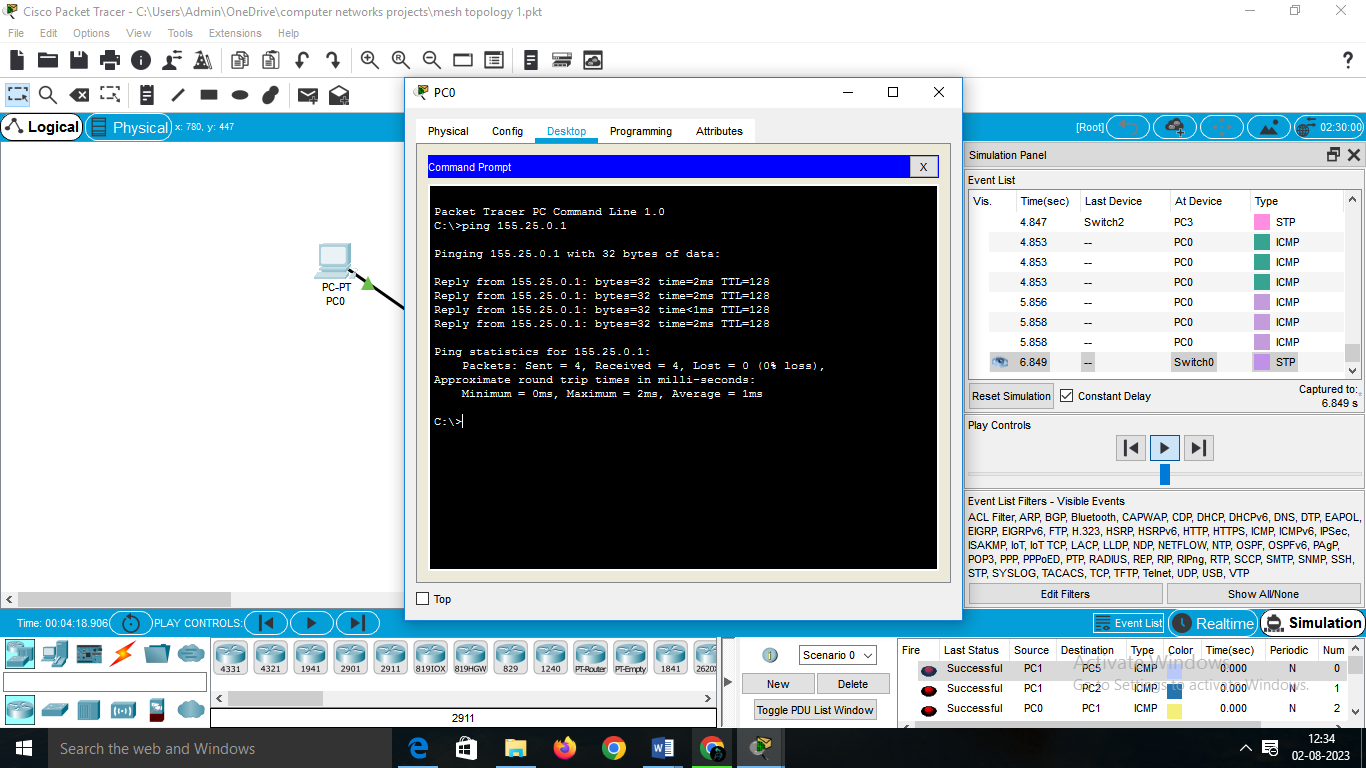 Cisco Packet Tracer - C:\Users\Admin\OneDrive\computer networks projects\mesh topology 1.pkt
File Edit Options View Tools Extensions Help
?
Logical Physical x: 780, y: 447
[Root] 02:30:00
PC-PT
PC0
PC0
Physical Config Desktop Programming Attributes
Command Prompt X
Packet Tracer PC Command Line 1.0
C:\>ping 155.25.0.1
Pinging 155.25.0.1 with 32 bytes of data:
Reply from 155.25.0.1: bytes=32 time=2ms TTL=128
Reply from 155.25.0.1: bytes=32 time=2ms TTL=128
Reply from 155.25.0.1: bytes=32 time<1ms TTL=128
Reply from 155.25.0.1: bytes=32 time=2ms TTL=128
Ping statistics for 155.25.0.1:
Packets: Sent = 4, Received = 4, Lost = 0 (0% loss),
Approximate round trip times in milli-seconds:
Minimum = 0ms, Maximum = 2ms, Average = 1ms
C:\>
Top
Simulation Panel
Event List
Vis. Time(sec) Last Device At Device Type
4.847 Switch2 PC3 STP
4.853 -- PC0 ICMP
4.853 -- PC0 ICMP
4.853 -- PC0 ICMP
5.856 -- PC0 ICMP
5.858 -- PC0 ICMP
5.858 -- PC0 ICMP
6.849 -- Switch0 STP
Reset Simulation Constant Delay Captured to:
6.849 s
Play Controls
Event List Filters - Visible Events
ACL Filter, ARP, BGP, Bluetooth, CAPWAP, CDP, DHCP, DHCPv6, DNS, DTP, EAPOL,
EIGRP, EIGRPv6, FTP, H.323, HSRP, HSRPv6, HTTP, HTTPS, ICMP, ICMPv6, IPSec,
ISAKMP, IoT, IoT TCP, LACP, LLDP, NDP, NETFLOW, NTP, OSPF, OSPFv6, PAgP,
POP3, PPP, PPPoED, PTP, RADIUS, REP, RIP, RIPng, RTP, SCCP, SMTP, SNMP, SSH,
STP, SYSLOG, TACACS, TCP, TFTP, Telnet, UDP, USB, VTP
Edit Filters Show All/None
Time: 00:04:18.906 PLAY CONTROLS: Event List Realtime Simulation
4331 4321 1941 2901 2911 819IOX 819HGW 829 1240 PT-Router PT-Empty 1841 2620X
2911
Scenario 0
New Delete
Toggle PDU List Window
Fire Last Status Source Destination Type Color Time(sec) Periodic Num
Successful PC1 PC5 ICMP 0.000 N 0
Successful PC1 PC2 ICMP 0.000 N 1
Successful PC0 PC1 ICMP 0.000 N 2
Activate Windows
Go to Settings to activate Windows.
Search the web and Windows
12:34
02-08-2023